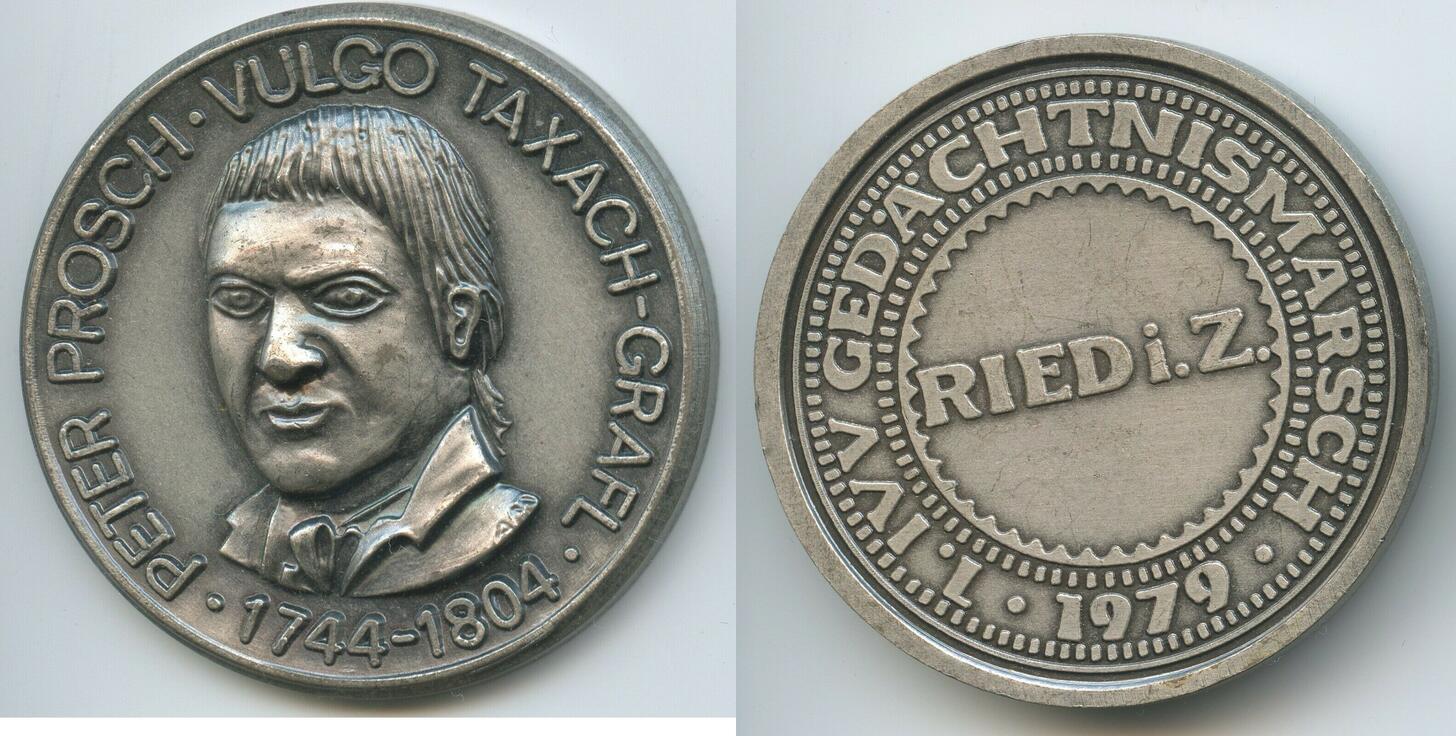 PETER PROSCH · VULGO TAXACH-GRAFL ·
1744-1804 ·
L. IVV GEDÄCHTNISMARSCH · 1979 ·
RIED i. Z.